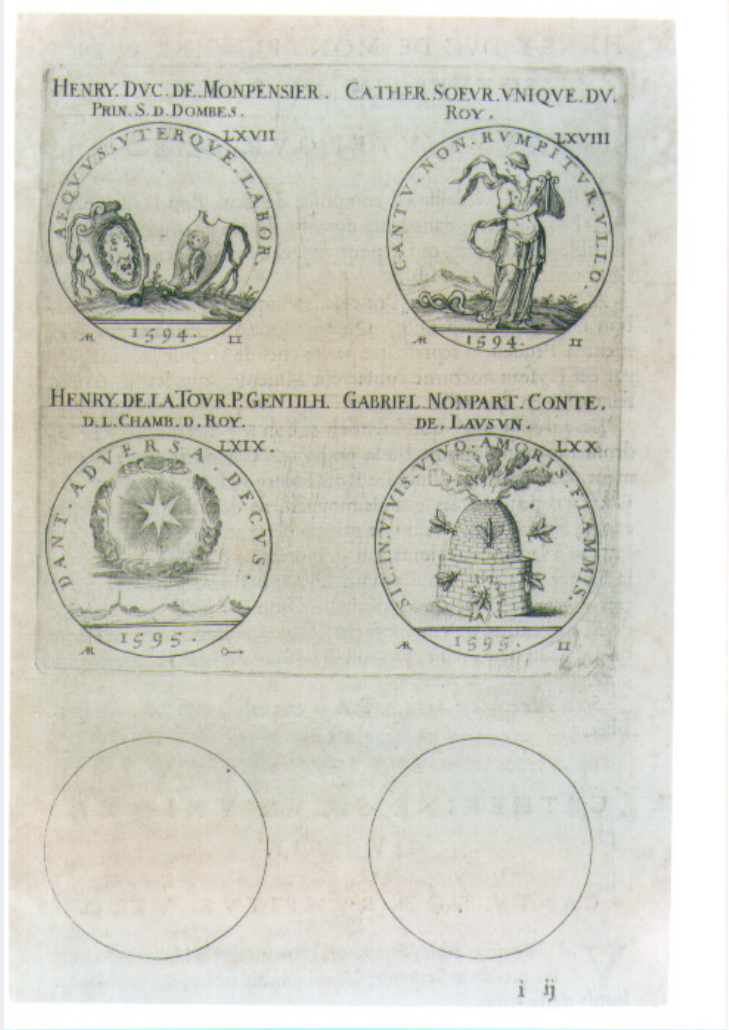 HENRY. DVC. DE. MONPENSIER.
PRIN. S. D. DOMBES.
LXVII
AEQVVS. VTERQVE. LABOR
1594.
II
CATHER. SOEVR. VNIQVE. DV.
ROY.
LXVIII
CANTV. NON. RVMPITVR. VLLO.
1594.
II
HENRY. DE. LA. TOVR. P. GENTILH.
D. L. CHAMB. D. ROY.
LXIX.
DANT. ADVERSA. DECVS
1595.
GABRIEL. NONPART. CONTE.
DE. LAVSVN.
LXX
SIC. IN. VIVIS. VIVO. AMORIS. FLAMMIS.
1595.
II
i ij